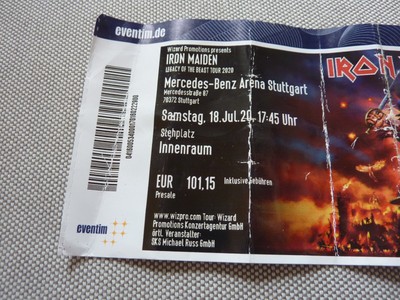 eventim.de
Wizard Promotions presents
IRON MAIDEN
LEGACY OF THE BEAST TOUR 2020
Mercedes-Benz Arena Stuttgart
Mercedesstraße 87
70372 Stuttgart
Samstag, 18.Jul.20, 17:45 Uhr
Stehplatz
Innenraum
EUR 101,15 Inklusive Gebühren
Presale
www.wizpro.com Tour-Wizard
Promotions Konzertagentur GmbH
örtl. Veranstalter:
SKS Michael Russ GmbH
eventim
IRON